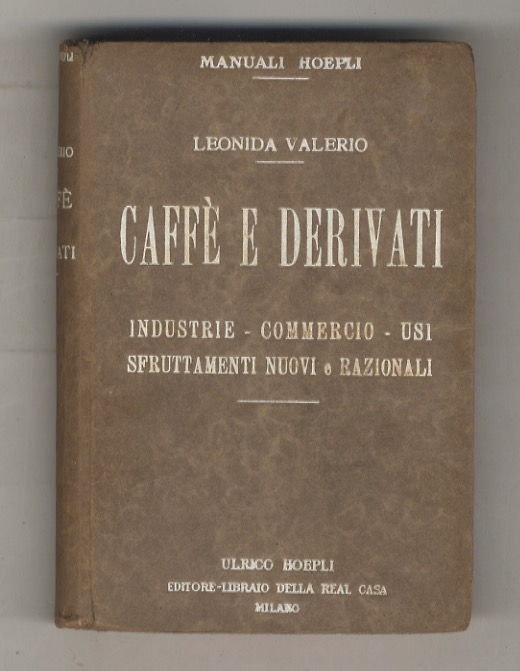 MANUALI HOEPLI
LEONIDA VALERIO
CAFFÈ E DERIVATI
INDUSTRIE - COMMERCIO - USI
SFRUTTAMENTI NUOVI e RAZIONALI
ULRICO HOEPLI
EDITORE-LIBRAIO DELLA REAL CASA
MILANO